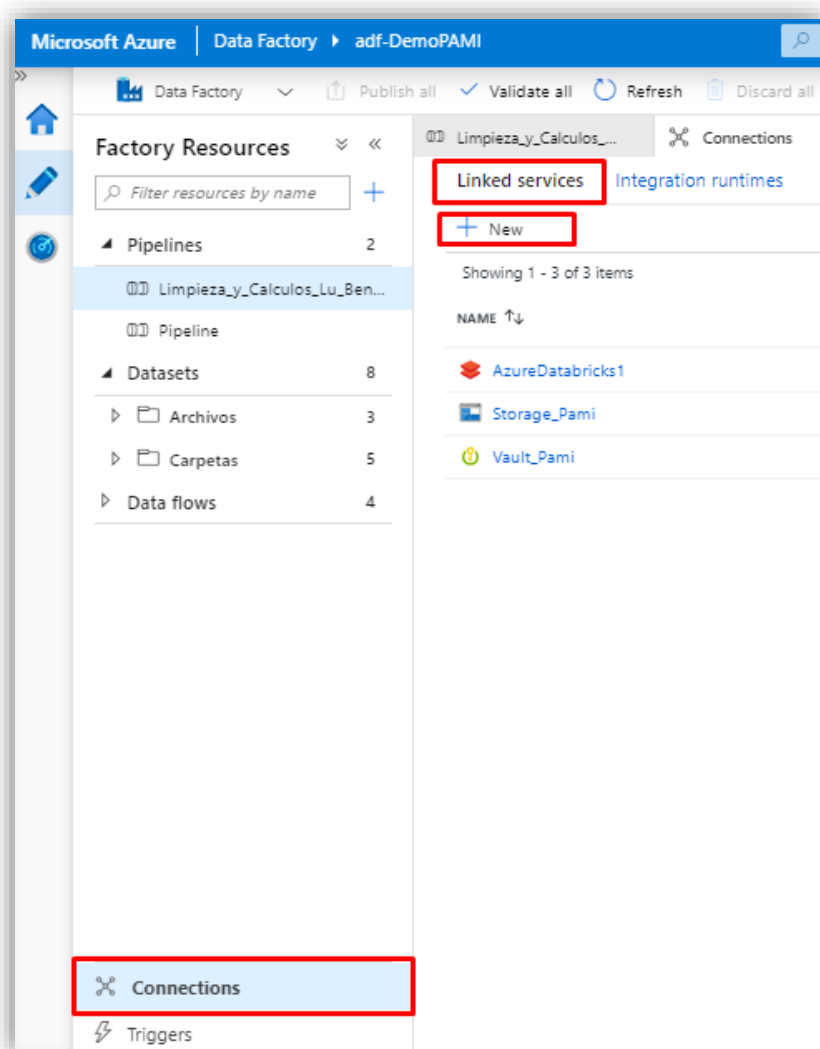 Microsoft Azure Data Factory adf-DemoPAMI
Data Factory Publish all Validate all Refresh Discard all
Factory Resources
Filter resources by name
Pipelines 2
Limpieza_y_Calculos_Lu_Ben...
Pipeline
Datasets 8
Archivos 3
Carpetas 5
Data flows 4
Connections
Triggers
Limpieza_y_Calculos_... Connections
Linked services Integration runtimes
New
Showing 1 - 3 of 3 items
NAME
AzureDatabricks1
Storage_Pami
Vault_Pami